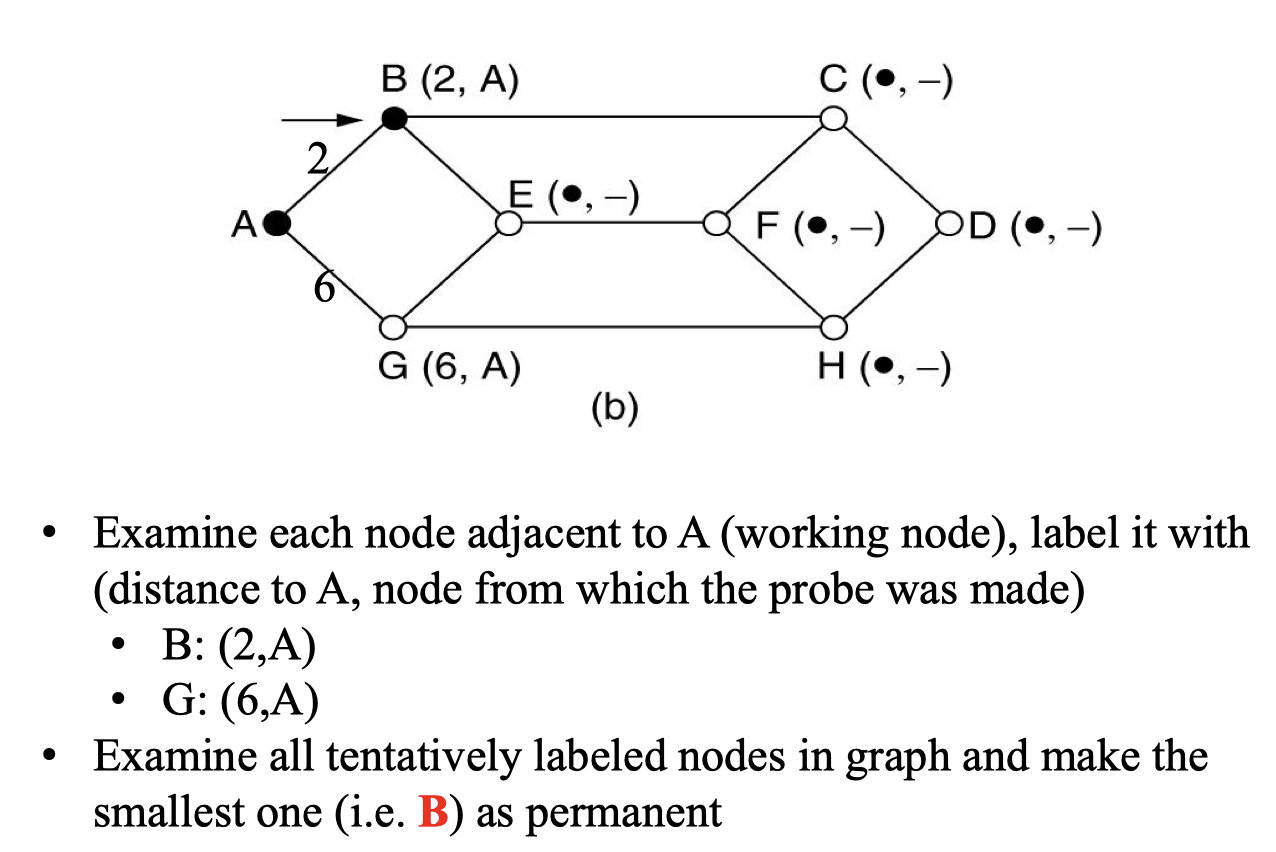 B (2, A)
C (●, –)
2
E (●, –)
A
F (●, –)
D (●, –)
6
G (6, A)
H (●, –)
(b)
• Examine each node adjacent to A (working node), label it with
(distance to A, node from which the probe was made)
• B: (2,A)
• G: (6,A)
• Examine all tentatively labeled nodes in graph and make the
smallest one (i.e. B) as permanent